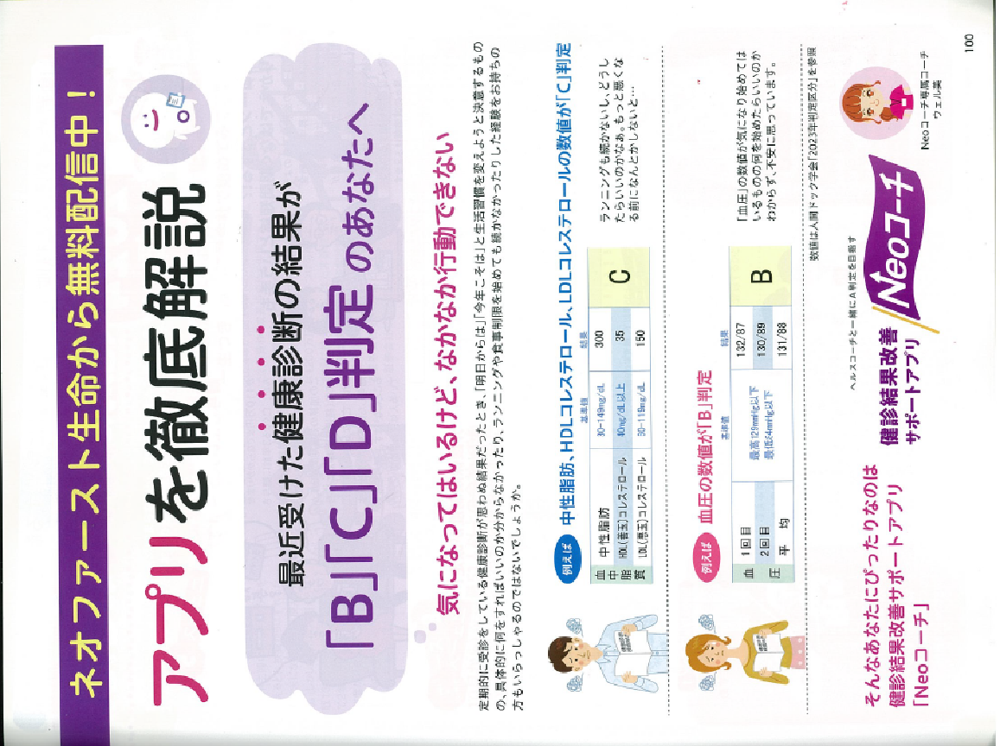 ネオファースト生命から無料配信中!
アプリを徹底解説
最近受けた健康診断の結果が
「B」「C」「D」判定のあなたへ
気になってはいるけど、なかなか行動できない
定期的に受診をしている健康診断が思わぬ結果だったとき、「明日からは」「今年こそは」と生活習慣を変えようと決意するもの
の、具体的に何をすればいいのか分からなかったり、ランニングや食事制限を始めても続かなかったりした経験をお持ちの
方もいらっしゃるのではないでしょうか。
例えば 中性脂肪、HDLコレステロール、LDLコレステロールの数値が「C」判定
基準値 結果
血中脂質 中性脂肪 30-149mg/dL 300 C
HDL(善玉)コレステロール 40mg/dL以上 35
LDL(悪玉)コレステロール 60-119mg/dL 150
ランニングも続かないし、どうし
たらいいのかなぁ。もっと悪くな
る前になんとかしないと…
例えば 血圧の数値が「B」判定
基準値 結果
血圧 1回目 最高129mmHg以下 132/87 B
2回目 最低84mmHg以下 130/89
平均 131/88
「血圧」の数値が気になり始めては
いるものの何を始めたらいいのか
わからず、不安に思っています。
数値は人間ドック学会「2023年判定区分」を参照
そんなあなたにぴったりなのは
健診結果改善サポートアプリ
「Neoコーチ」
ヘルスコーチと一緒にA判定を目指す
健診結果改善
サポートアプリ
Neoコーチ
Neoコーチ専属コーチ
ウェル美
100